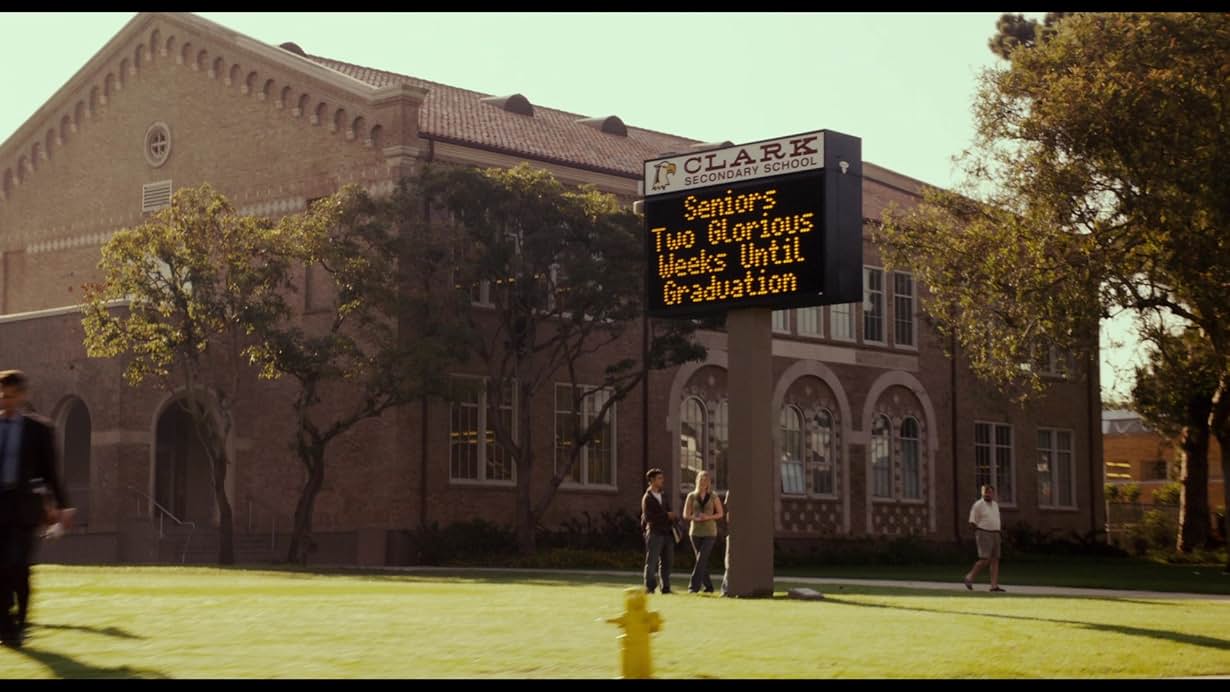 CLARK
SECONDARY SCHOOL
Seniors
Two Glorious
Weeks Until
Graduation